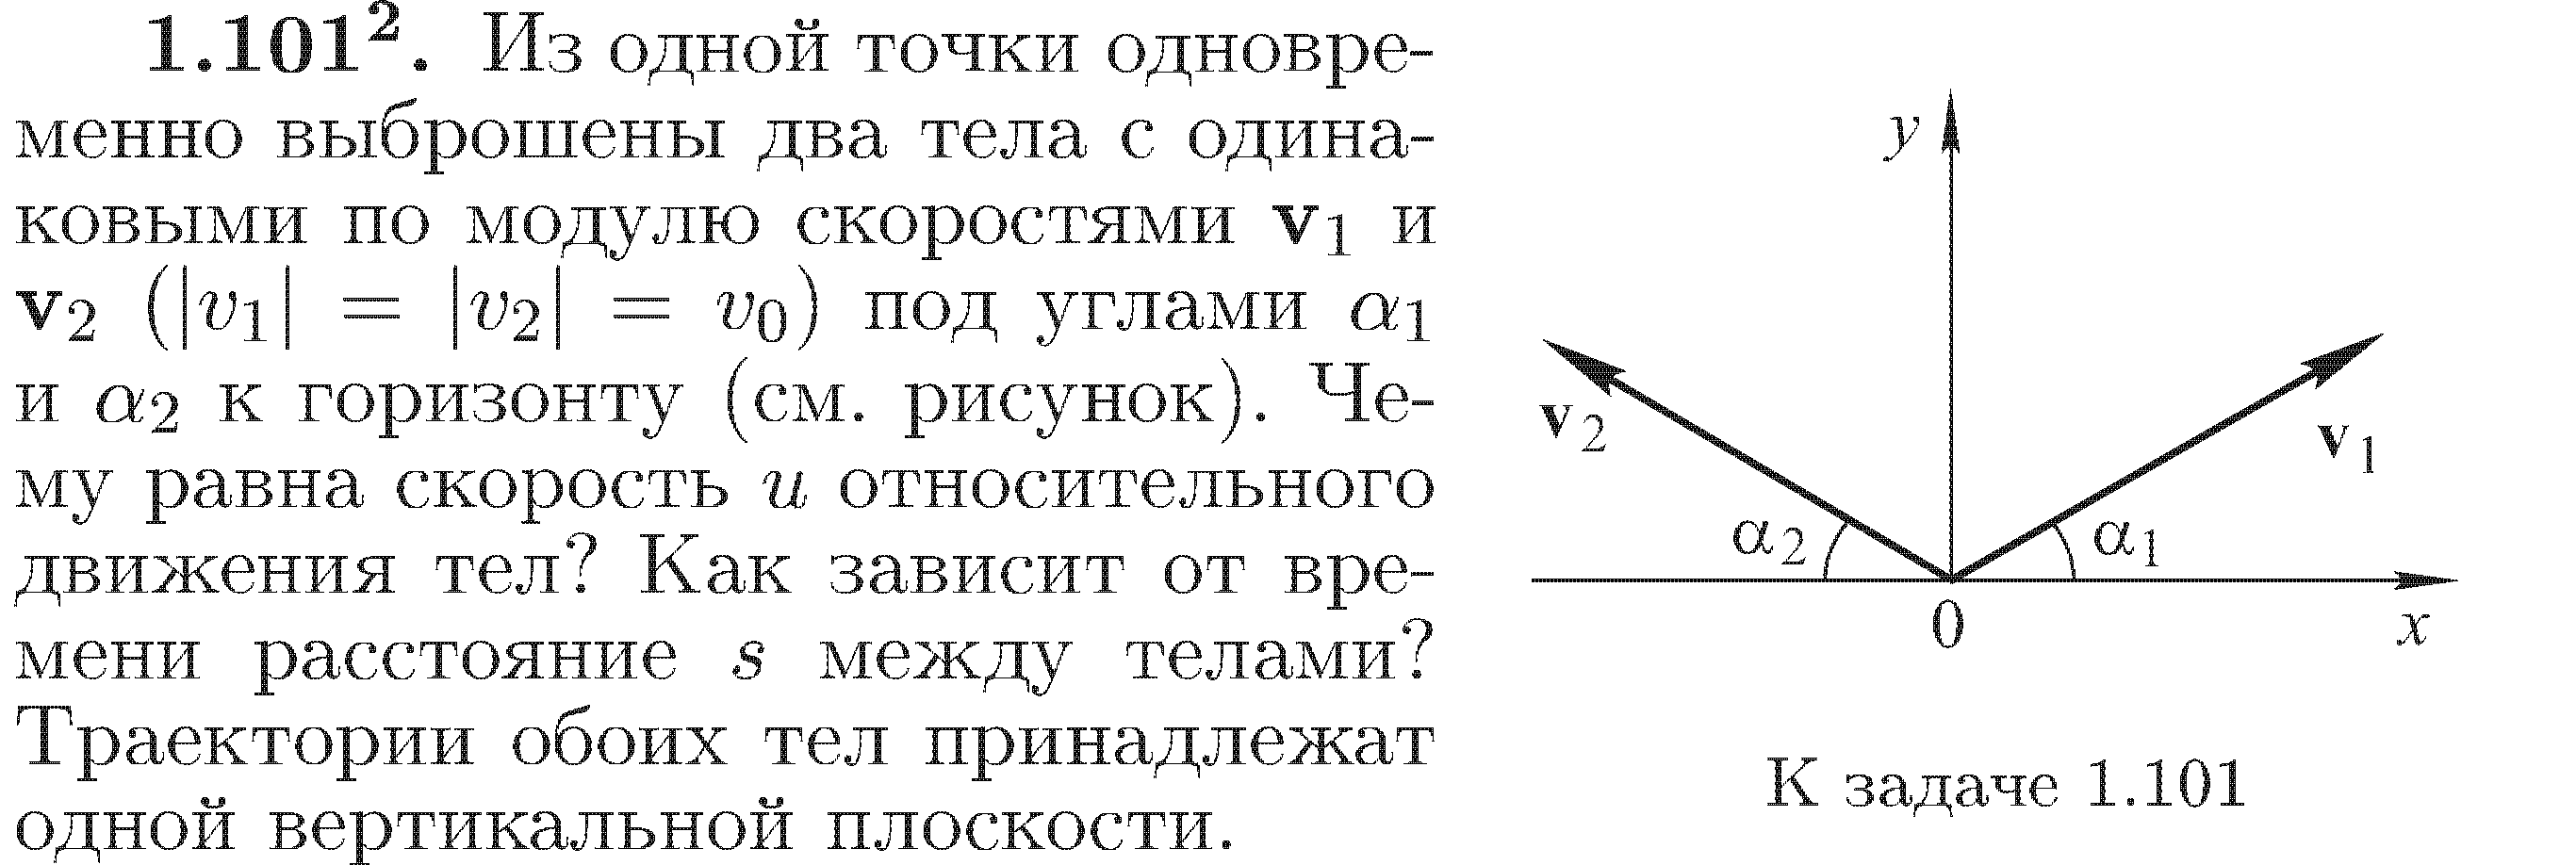 1.101². Из одной точки одновре-
менно выброшены два тела с одина-
ковыми по модулю скоростями v₁ и
v₂ (|v₁| = |v₂| = v₀) под углами α₁
и α₂ к горизонту (см. рисунок). Че-
му равна скорость u относительного
движения тел? Как зависит от вре-
мени расстояние s между телами?
Траектории обоих тел принадлежат
одной вертикальной плоскости.
y
v₂
v₁
α₂
α₁
0
x
К задаче 1.101